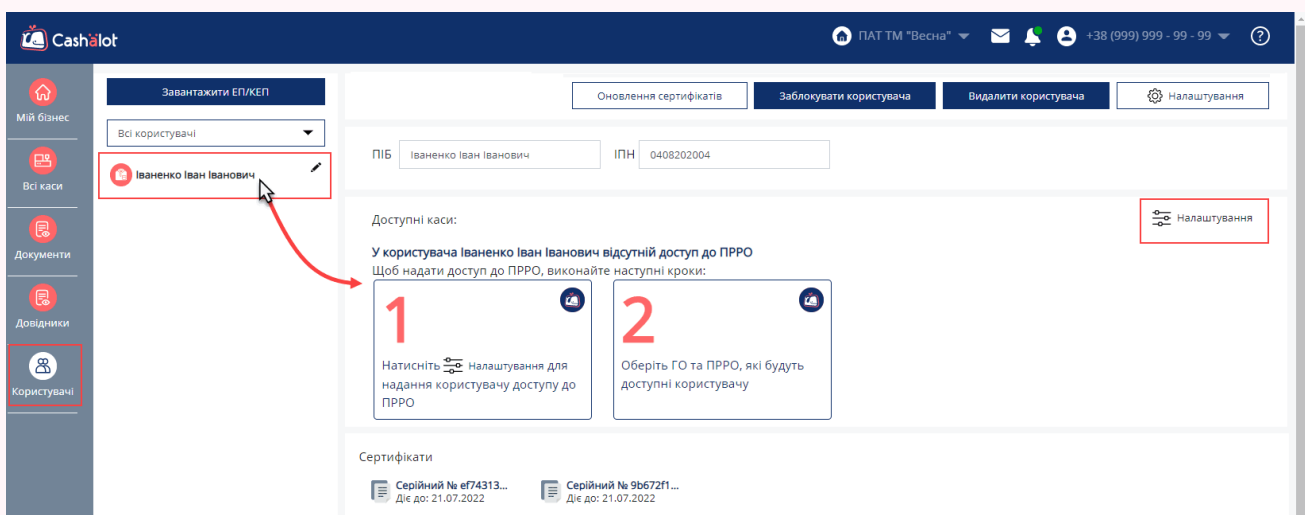 Cashalot
ПАТ ТМ "Весна"
+38 (999) 999 - 99 - 99
?
Мій бізнес
Всі каси
Документи
Довідники
Користувачі
Завантажити ЕП/КЕП
Всі користувачі
Іваненко Іван Іванович
Оновлення сертифікатів
Заблокувати користувача
Видалити користувача
Налаштування
ПІБ Іваненко Іван Іванович ІПН 0408202004
Доступні каси:
Налаштування
У користувача Іваненко Іван Іванович відсутній доступ до ПРРО
Щоб надати доступ до ПРРО, виконайте наступні кроки:
1
Натисніть Налаштування для
надання користувачу доступу до
ПРРО
2
Оберіть ГО та ПРРО, які будуть
доступні користувачу
Сертифікати
Серійний № ef74313...
Діє до: 21.07.2022
Серійний № 9b672f1...
Діє до: 21.07.2022